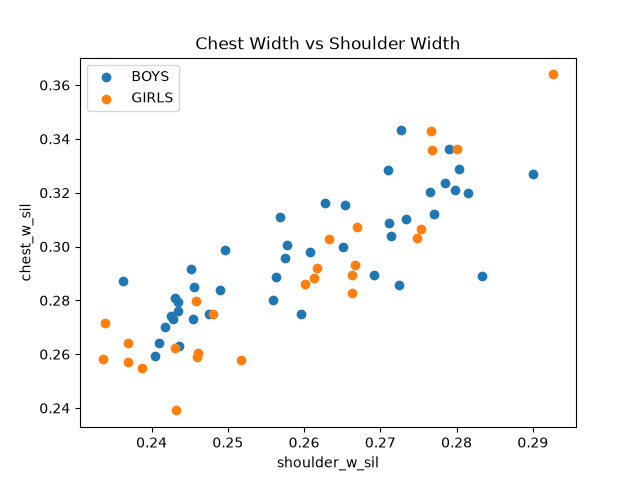 Chest Width vs Shoulder Width
BOYS
GIRLS
chest_w_sil
0.36
0.34
0.32
0.30
0.28
0.26
0.24
0.24 0.25 0.26 0.27 0.28 0.29
shoulder_w_sil